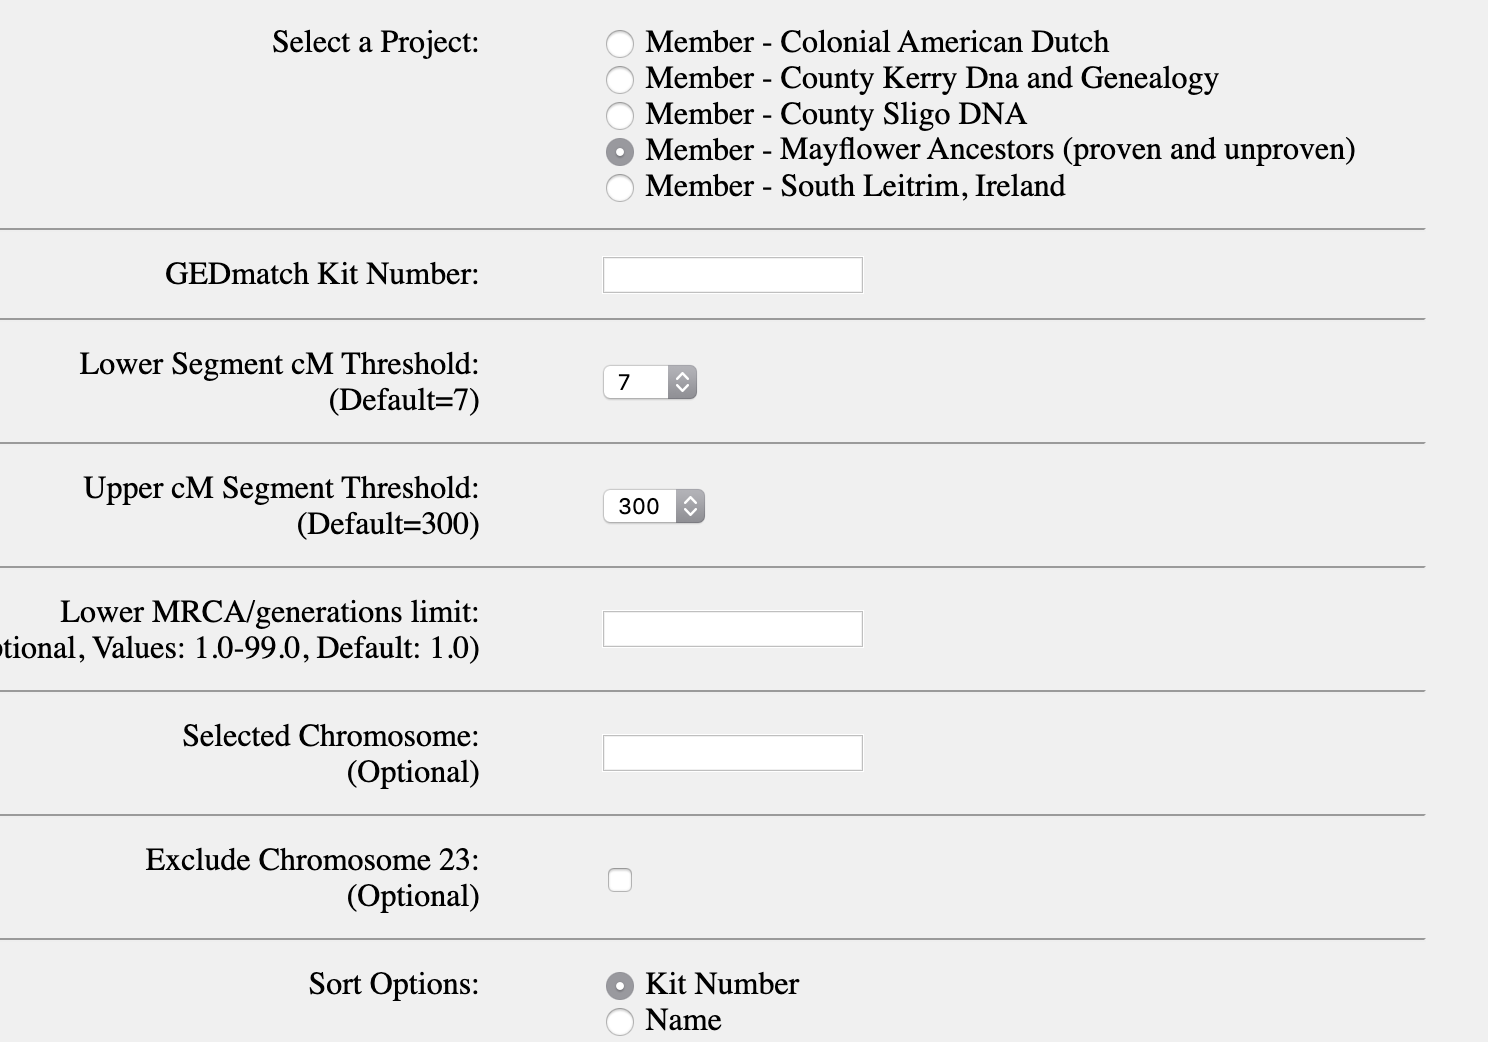 Select a Project:
Member - Colonial American Dutch
Member - County Kerry Dna and Genealogy
Member - County Sligo DNA
Member - Mayflower Ancestors (proven and unproven)
Member - South Leitrim, Ireland
GEDmatch Kit Number:
Lower Segment cM Threshold:
(Default=7)
7
Upper cM Segment Threshold:
(Default=300)
300
Lower MRCA/generations limit:
tional, Values: 1.0-99.0, Default: 1.0)
Selected Chromosome:
(Optional)
Exclude Chromosome 23:
(Optional)
Sort Options:
Kit Number
Name